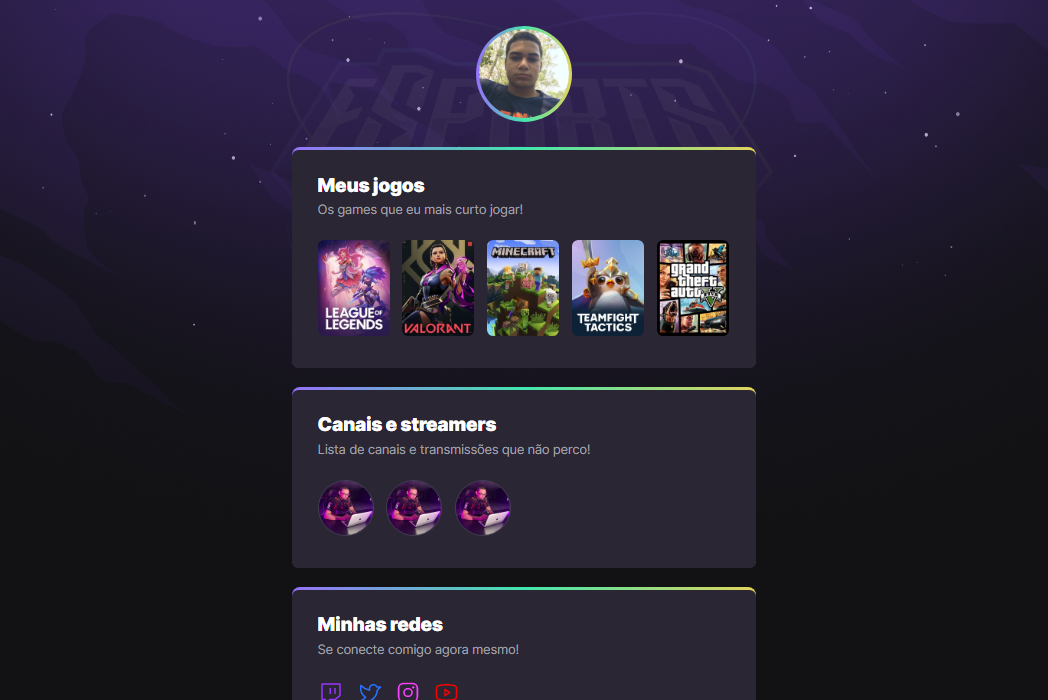 ESPORTS
Meus jogos
Os games que eu mais curto jogar!
LEAGUE OF
LEGENDS
VALORANT
MINECRAFT
TEAMFIGHT
TACTICS
grand
theft
auto
V
Canais e streamers
Lista de canais e transmissões que não perco!
Minhas redes
Se conecte comigo agora mesmo!